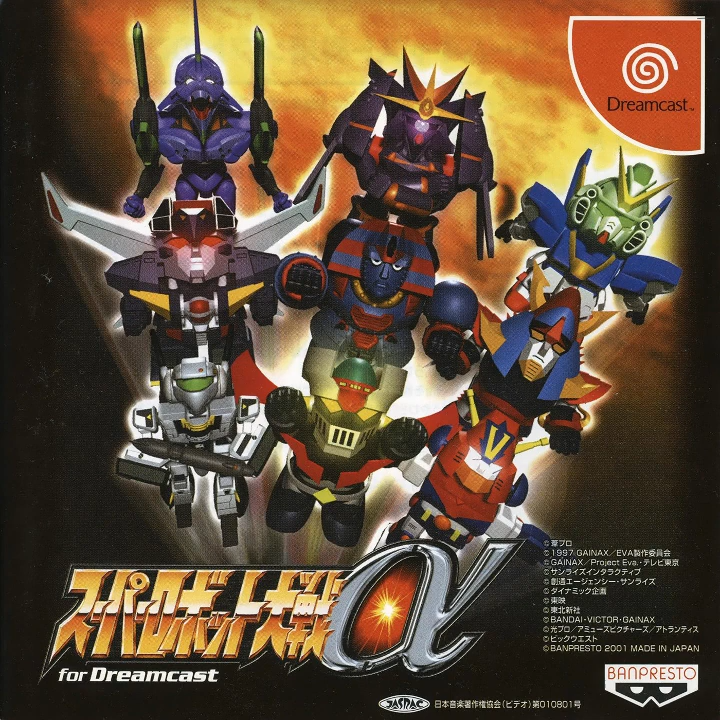 Dreamcast™
©葦プロ
©1997 GAINAX／EVA製作委員会
©GAINAX／Project Eva.・テレビ東京
©サンライズインタラクティブ
©創通エージェンシー・サンライズ
©ダイナミック企画
©東映
©東北新社
©BANDAI・VICTOR・GAINAX
©光プロ／アミューズピクチャーズ／アトランティス
©ビックウエスト
©BANPRESTO 2001 MADE IN JAPAN
スーパーロボット大戦α
for Dreamcast
BANPRESTO
JASRAC
日本音楽著作権協会(ビデオ)第010801号